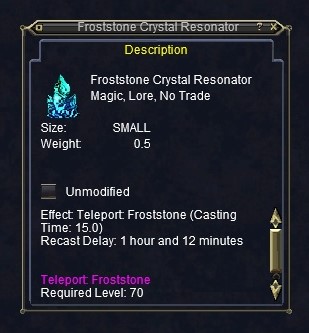 Froststone Crystal Resonator ? X
Description
Froststone Crystal Resonator
Magic, Lore, No Trade
Size: SMALL
Weight: 0.5
Unmodified
Effect: Teleport: Froststone (Casting
Time: 15.0)
Recast Delay: 1 hour and 12 minutes
Teleport: Froststone
Required Level: 70